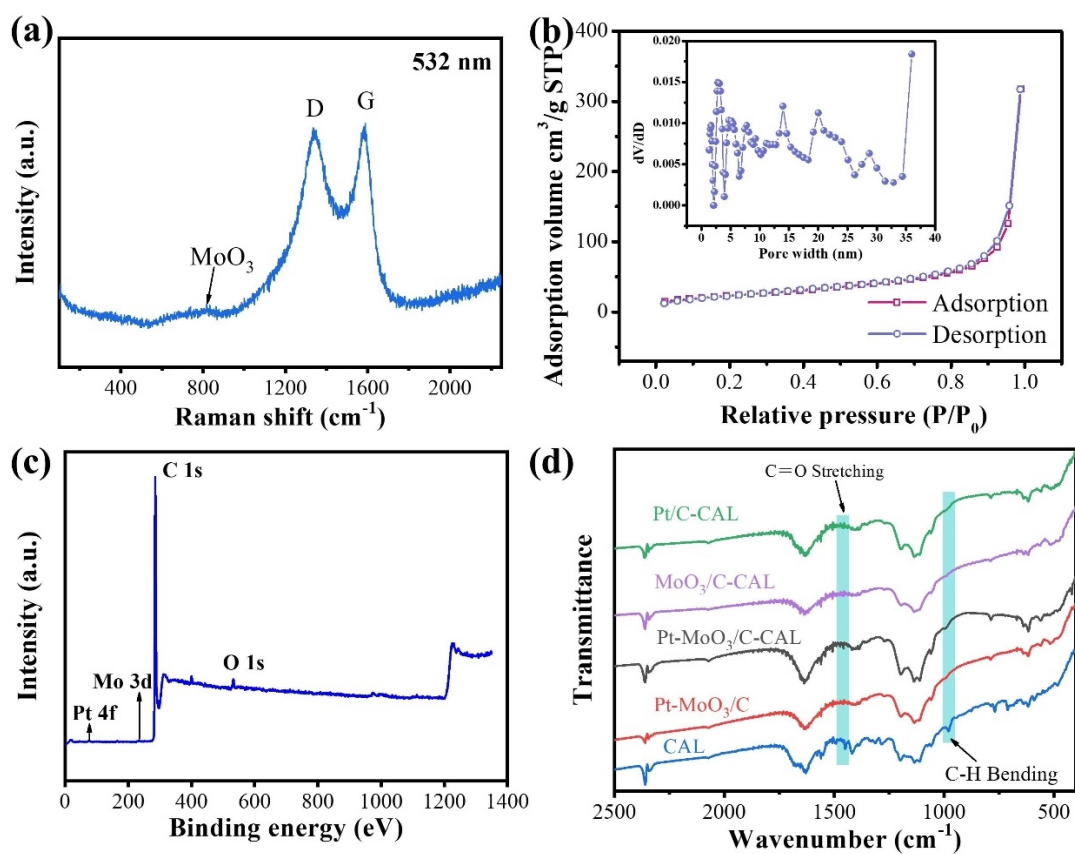 (a)
532 nm
D
G
MoO₃
Intensity (a.u.)
400
800
1200
1600
2000
Raman shift (cm⁻¹)
(b)
400
300
200
100
0
Adsorption volume cm³/g STP
0.020
0.015
0.010
0.005
0.000
dV/dD
0
5
10
15
20
25
30
35
40
Pore width (nm)
Adsorption
Desorption
0.0
0.2
0.4
0.6
0.8
1.0
Relative pressure (P/P₀)
(c)
C 1s
O 1s
Mo 3d
Pt 4f
Intensity (a.u.)
0
200
400
600
800
1000
1200
1400
Binding energy (eV)
(d)
C=O Stretching
Pt/C-CAL
MoO₃/C-CAL
Pt-MoO₃/C-CAL
Pt-MoO₃/C
CAL
C-H Bending
Transmittance
2500
2000
1500
1000
500
Wavenumber (cm⁻¹)